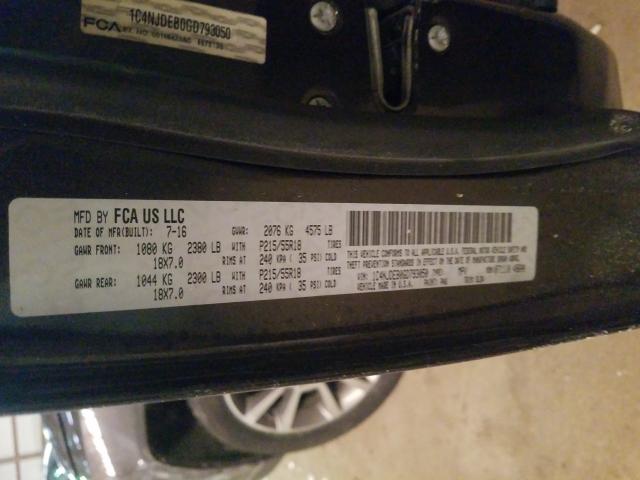 1C4NJDEB0GD793050
FCA
MFD BY FCA US LLC
DATE OF MFR(BUILT): 7-16 GVWR: 2076 KG 4575 LB
GAWR FRONT: 1080 KG 2380 LB WITH P215/55R18 TIRES
18X7.0 RIMS AT 240 KPA ( 35 PSI) COLD
GAWR REAR: 1044 KG 2300 LB WITH P215/55R18 TIRES
18X7.0 RIMS AT 240 KPA ( 35 PSI) COLD
THIS VEHICLE CONFORMS TO ALL APPLICABLE U.S.A. FEDERAL MOTOR VEHICLE SAFETY
AND THEFT PREVENTION STANDARDS IN EFFECT ON THE DATE OF MANUFACTURE SHOWN ABOVE.
VIN: 1C4NJDEB0GD793050 MPV
VEHICLE MADE IN U.S.A. PAINT: